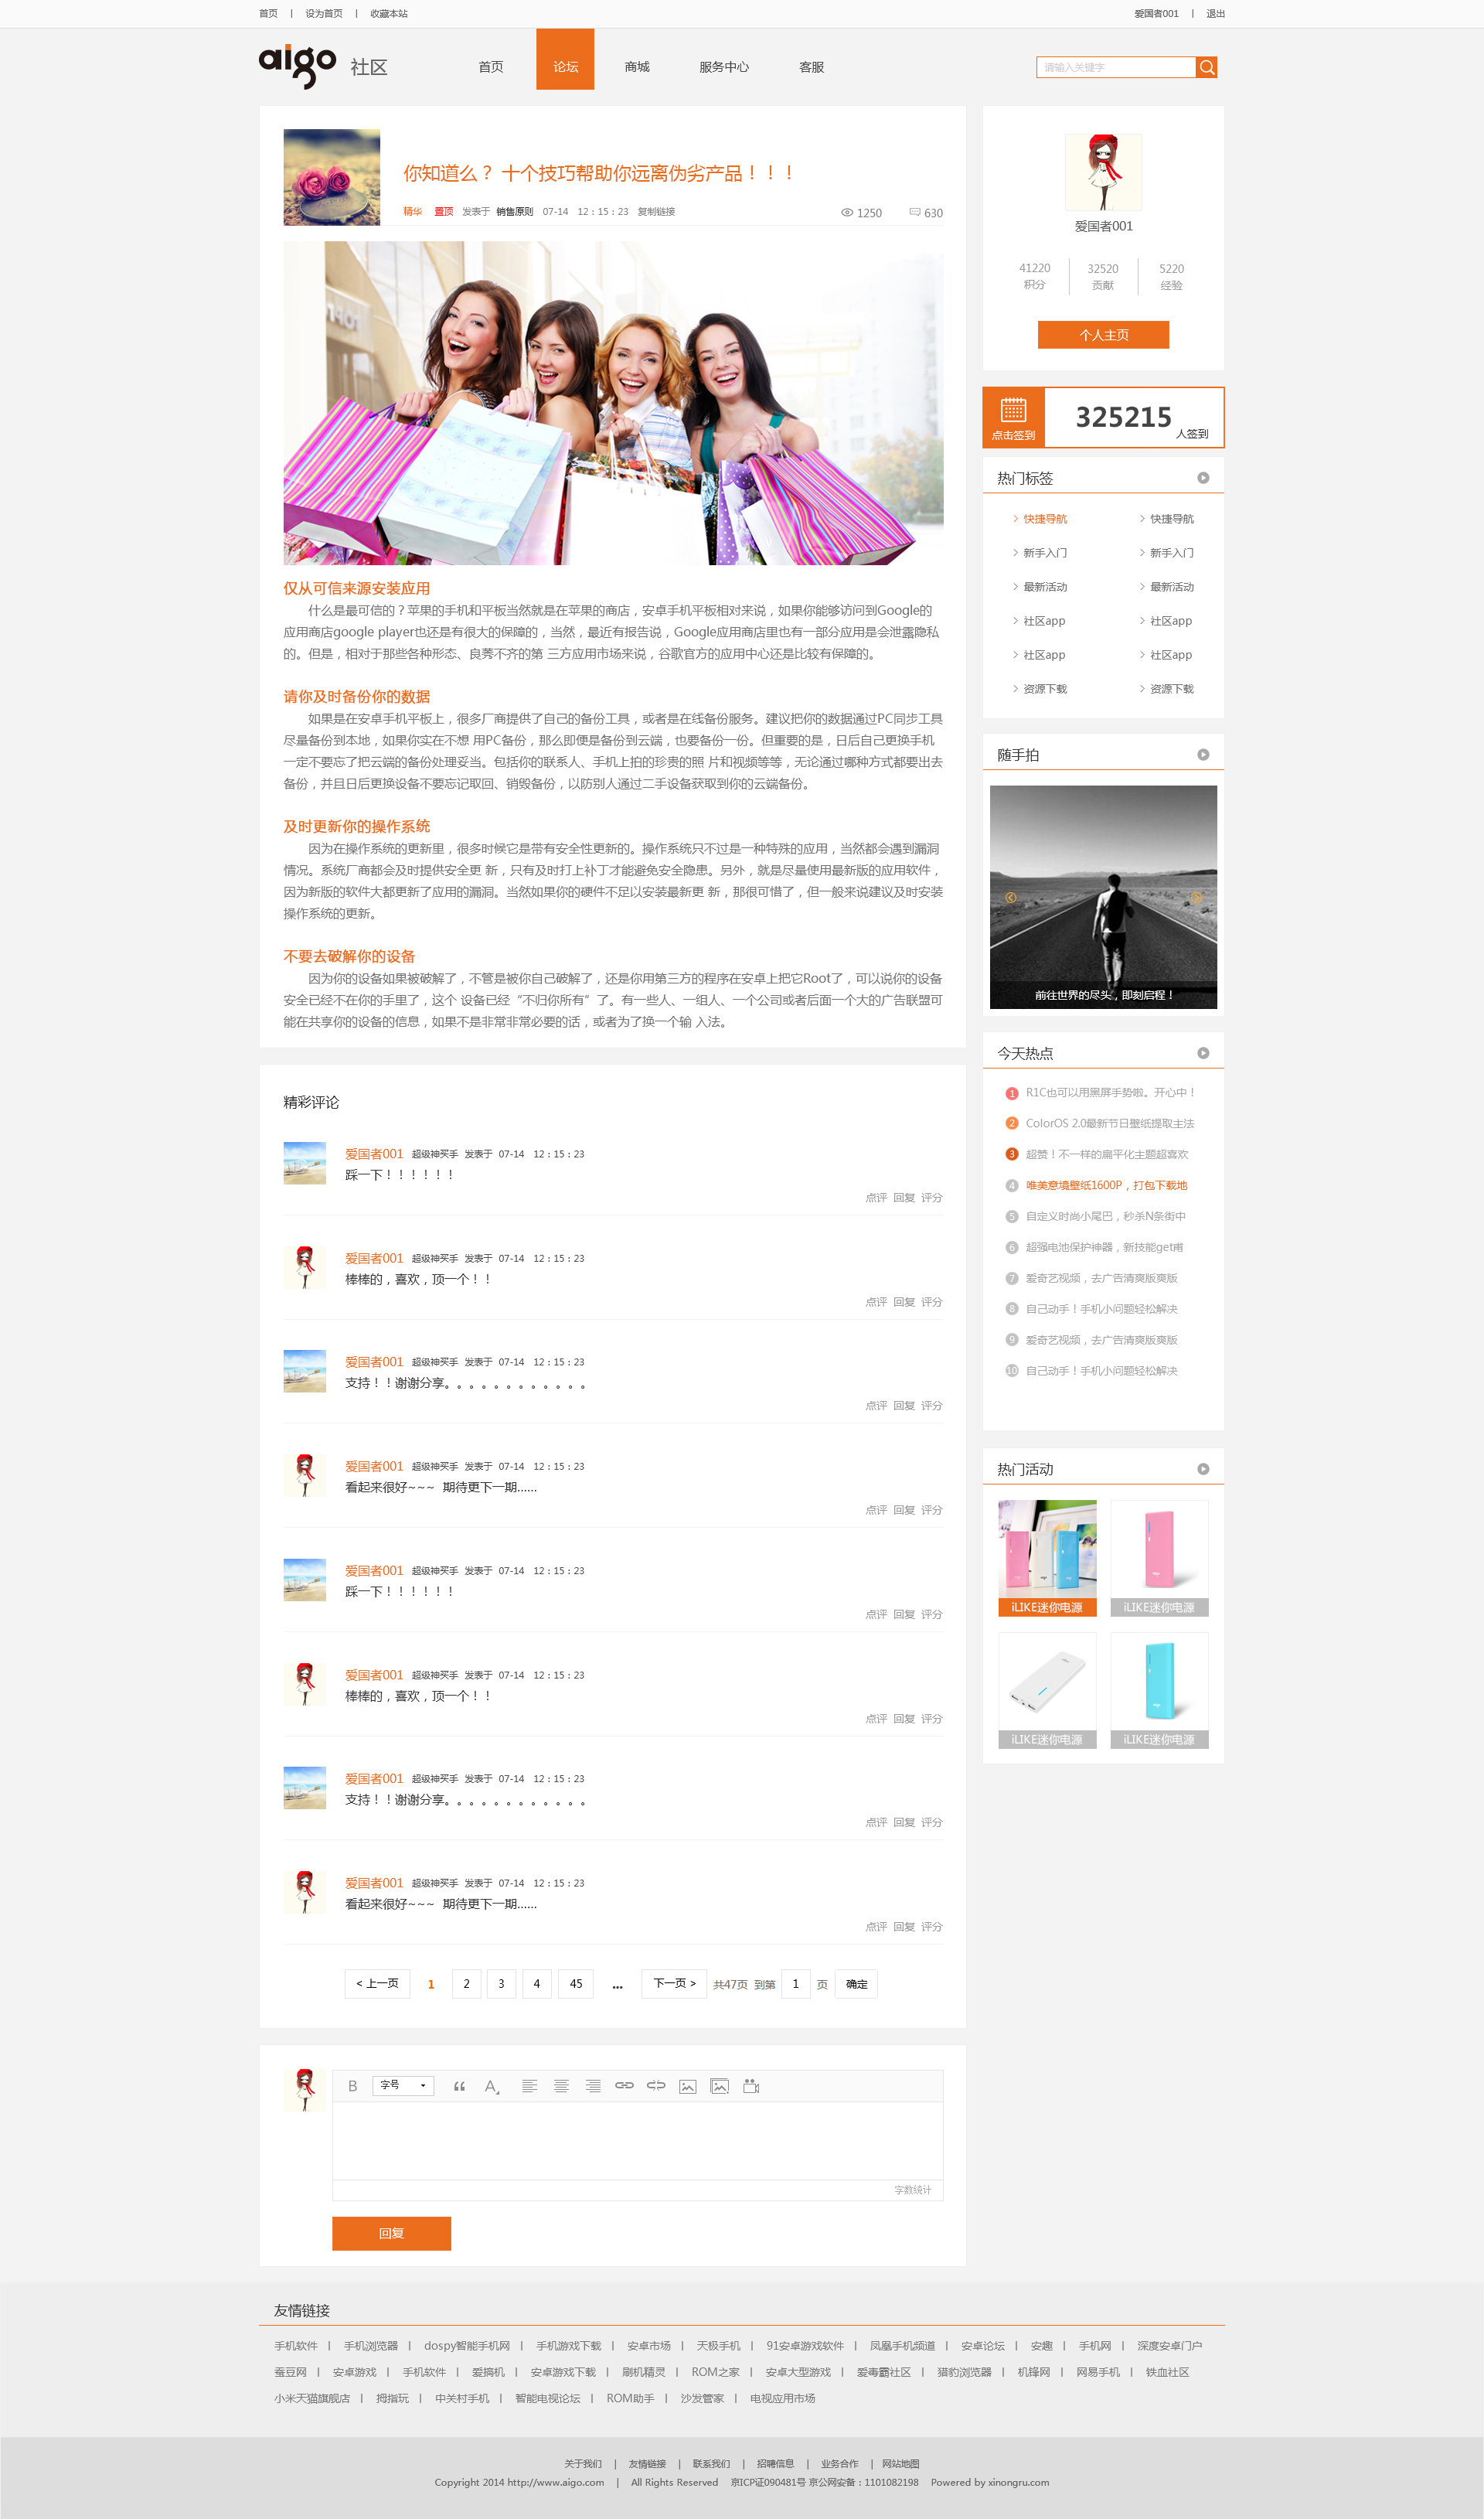 首页 | 设为首页 | 收藏本站 爱国者001 | 退出
aigo 社区 首页 论坛 商城 服务中心 客服 请输入关键字
你知道么？ 十个技巧帮助你远离伪劣产品！！！
精华 置顶 发表于 销售原则 07-14 12：15：23 复制链接 1250 630
仅从可信来源安装应用
什么是最可信的？苹果的手机和平板当然就是在苹果的商店，安卓手机平板相对来说，如果你能够访问到Google的
应用商店google player也还是有很大的保障的，当然，最近有报告说，Google应用商店里也有一部分应用是会泄露隐私
的。但是，相对于那些各种形态、良莠不齐的第 三方应用市场来说，谷歌官方的应用中心还是比较有保障的。
请你及时备份你的数据
如果是在安卓手机平板上，很多厂商提供了自己的备份工具，或者是在线备份服务。建议把你的数据通过PC同步工具
尽量备份到本地，如果你实在不想 用PC备份，那么即便是备份到云端，也要备份一份。但重要的是，日后自己更换手机
一定不要忘了把云端的备份处理妥当。包括你的联系人、手机上拍的珍贵的照 片和视频等等，无论通过哪种方式都要出去
备份，并且日后更换设备不要忘记取回、销毁备份，以防别人通过二手设备获取到你的云端备份。
及时更新你的操作系统
因为在操作系统的更新里，很多时候它是带有安全性更新的。操作系统只不过是一种特殊的应用，当然都会遇到漏洞
情况。系统厂商都会及时提供安全更 新，只有及时打上补丁才能避免安全隐患。另外，就是尽量使用最新版的应用软件，
因为新版的软件大都更新了应用的漏洞。当然如果你的硬件不足以安装最新更 新，那很可惜了，但一般来说建议及时安装
操作系统的更新。
不要去破解你的设备
因为你的设备如果被破解了，不管是被你自己破解了，还是你用第三方的程序在安卓上把它Root了，可以说你的设备
安全已经不在你的手里了，这个 设备已经“不归你所有”了。有一些人、一组人、一个公司或者后面一个大的广告联盟可
能在共享你的设备的信息，如果不是非常非常必要的话，或者为了换一个输 入法。
精彩评论
爱国者001 超级神买手 发表于 07-14 12：15：23
踩一下！！！！！！
点评 回复 评分
爱国者001 超级神买手 发表于 07-14 12：15：23
棒棒的，喜欢，顶一个！！
点评 回复 评分
爱国者001 超级神买手 发表于 07-14 12：15：23
支持！！谢谢分享。。。。。。。。。。。。
点评 回复 评分
爱国者001 超级神买手 发表于 07-14 12：15：23
看起来很好~~~ 期待更下一期......
点评 回复 评分
爱国者001 超级神买手 发表于 07-14 12：15：23
踩一下！！！！！！
点评 回复 评分
爱国者001 超级神买手 发表于 07-14 12：15：23
棒棒的，喜欢，顶一个！！
点评 回复 评分
爱国者001 超级神买手 发表于 07-14 12：15：23
支持！！谢谢分享。。。。。。。。。。。。
点评 回复 评分
爱国者001 超级神买手 发表于 07-14 12：15：23
看起来很好~~~ 期待更下一期......
点评 回复 评分
< 上一页 1 2 3 4 45 ... 下一页 > 共47页 到第 1 页 确定
B 字号 “ A
字数统计
回复
爱国者001
41220 32520 5220
积分 贡献 经验
个人主页
点击签到 325215 人签到
热门标签
快捷导航 快捷导航
新手入门 新手入门
最新活动 最新活动
社区app 社区app
社区app 社区app
资源下载 资源下载
随手拍
前往世界的尽头，即刻启程！
今天热点
1 R1C也可以用黑屏手势啦。开心中！
2 ColorOS 2.0最新节日壁纸提取主法
3 超赞！不一样的扁平化主题超喜欢
4 唯美意境壁纸1600P，打包下载地
5 自定义时尚小尾巴，秒杀N条街中
6 超强电池保护神器，新技能get甫
7 爱奇艺视频，去广告清爽版爽版
8 自己动手！手机小问题轻松解决
9 爱奇艺视频，去广告清爽版爽版
10 自己动手！手机小问题轻松解决
热门活动
iLIKE迷你电源 iLIKE迷你电源
iLIKE迷你电源 iLIKE迷你电源
友情链接
手机软件 | 手机浏览器 | dospy智能手机网 | 手机游戏下载 | 安卓市场 | 天极手机 | 91安卓游戏软件 | 凤凰手机频道 | 安卓论坛 | 安趣 | 手机网 | 深度安卓门户
蚕豆网 | 安卓游戏 | 手机软件 | 爱搞机 | 安卓游戏下载 | 刷机精灵 | ROM之家 | 安卓大型游戏 | 爱毒霸社区 | 猎豹浏览器 | 机锋网 | 网易手机 | 铁血社区
小米天猫旗舰店 | 拇指玩 | 中关村手机 | 智能电视论坛 | ROM助手 | 沙发管家 | 电视应用市场
关于我们 | 友情链接 | 联系我们 | 招聘信息 | 业务合作 | 网站地图
Copyright 2014 http://www.aigo.com | All Rights Reserved 京ICP证090481号 京公网安备：1101082198 Powered by xinongru.com